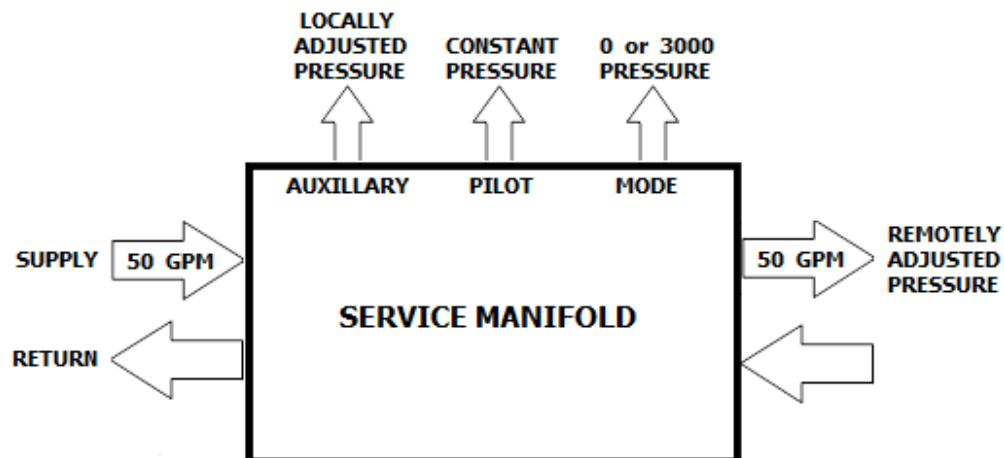 LOCALLY
ADJUSTED
PRESSURE
CONSTANT
PRESSURE
0 or 3000
PRESSURE
AUXILLARY
PILOT
MODE
SUPPLY
50 GPM
50 GPM
REMOTELY
ADJUSTED
PRESSURE
SERVICE MANIFOLD
RETURN